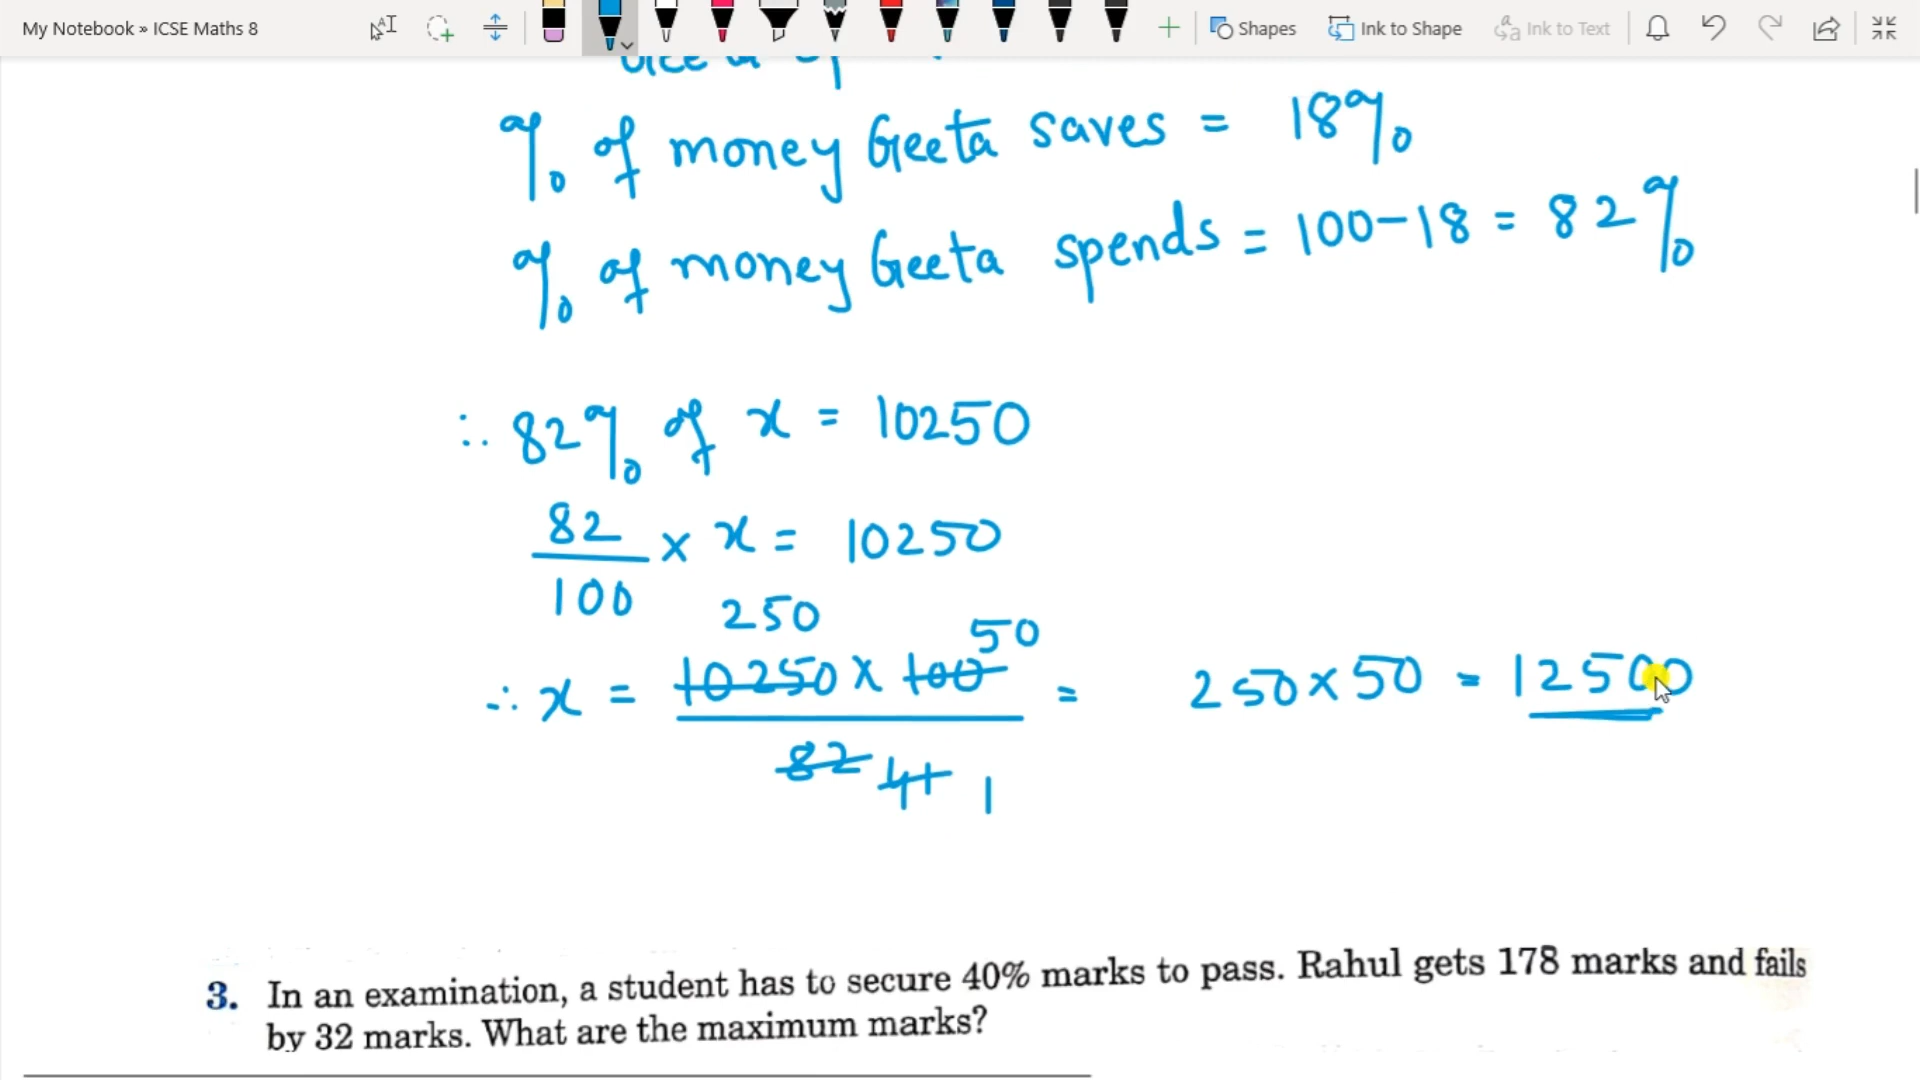 My Notebook » ICSE Maths 8
Shapes
Ink to Shape
Ink to Text
% of money Geeta saves = 18%
% of money Geeta spends = 100-18 = 82%
∴ 82% of x = 10250
82/100 × x = 10250
250
50
∴ x = 10250 × 100 / 82 = 250×50 = 12500
41 1
3. In an examination, a student has to secure 40% marks to pass. Rahul gets 178 marks and fails
by 32 marks. What are the maximum marks?